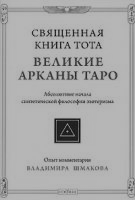 СВЯЩЕННАЯ
КНИГА ТОТА
ВЕЛИКИЕ
АРКАНЫ ТАРО
Абсолютные начала
синтетической философии эзотеризма
Опыт комментария
ВЛАДИМИРА ШМАКОВА